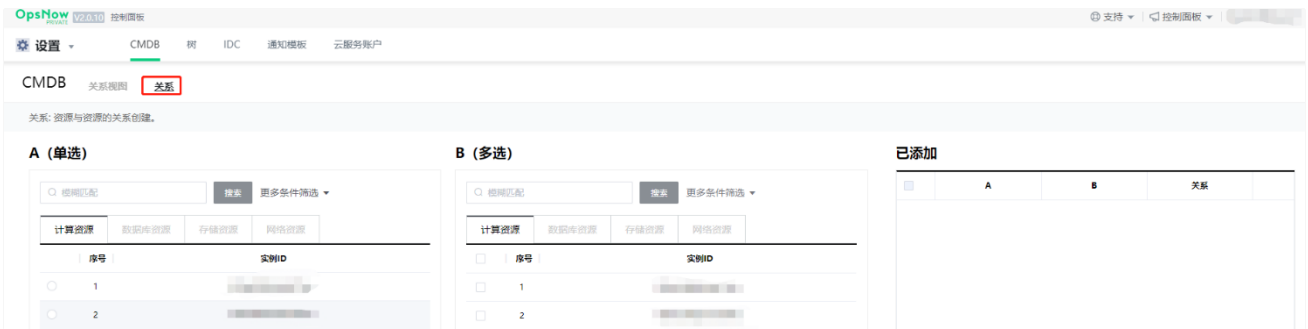 OpsNow PRIVATE V2.0.10 控制面板 支持 控制面板
设置 CMDB 树 IDC 通知模板 云服务账户
CMDB 关系视图 关系
关系: 资源与资源的关系创建。
A（单选） B（多选） 已添加
模糊匹配 搜索 更多条件筛选 模糊匹配 搜索 更多条件筛选 A B 关系
计算资源 数据库资源 存储资源 网络资源 计算资源 数据库资源 存储资源 网络资源
序号 实例ID 序号 实例ID
1 1
2 2